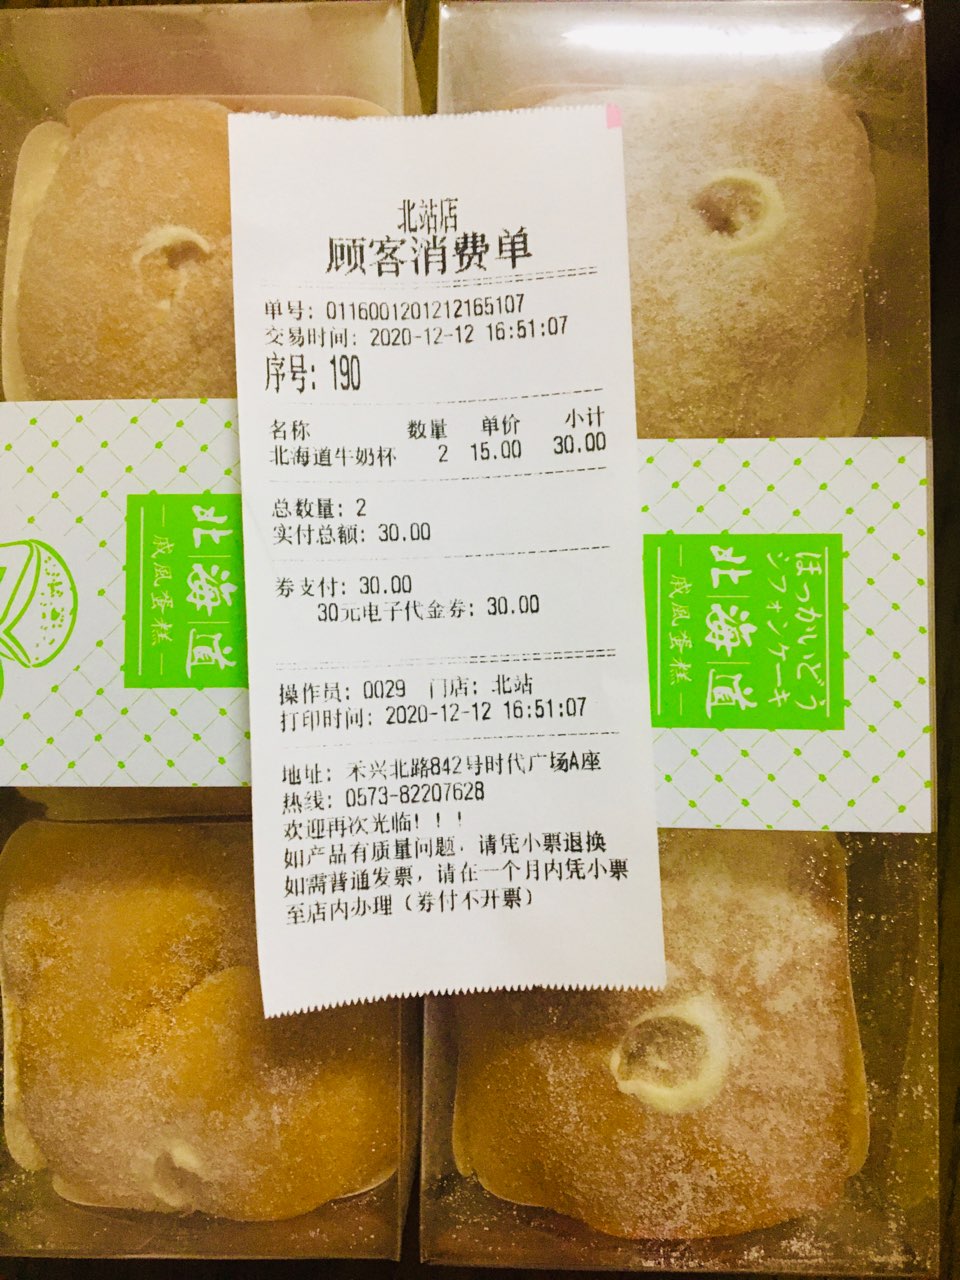 北站店
顾客消费单
单号: 0116001201212165107
交易时间: 2020-12-12 16:51:07
序号: 190
名称 数量 单价 小计
北海道牛奶杯 2 15.00 30.00
总数量: 2
实付总额: 30.00
券支付: 30.00
30元电子代金券: 30.00
操作员: 0029 门店: 北站
打印时间: 2020-12-12 16:51:07
地址: 禾兴北路842号时代广场A座
热线: 0573-82207628
欢迎再次光临!!!
如产品有质量问题, 请凭小票退换
如需普通发票, 请在一个月内凭小票
至店内办理(券付不开票)
北海道
戚風蛋糕
ほっかいどう
シフォンケーキ
北海道
戚風蛋糕